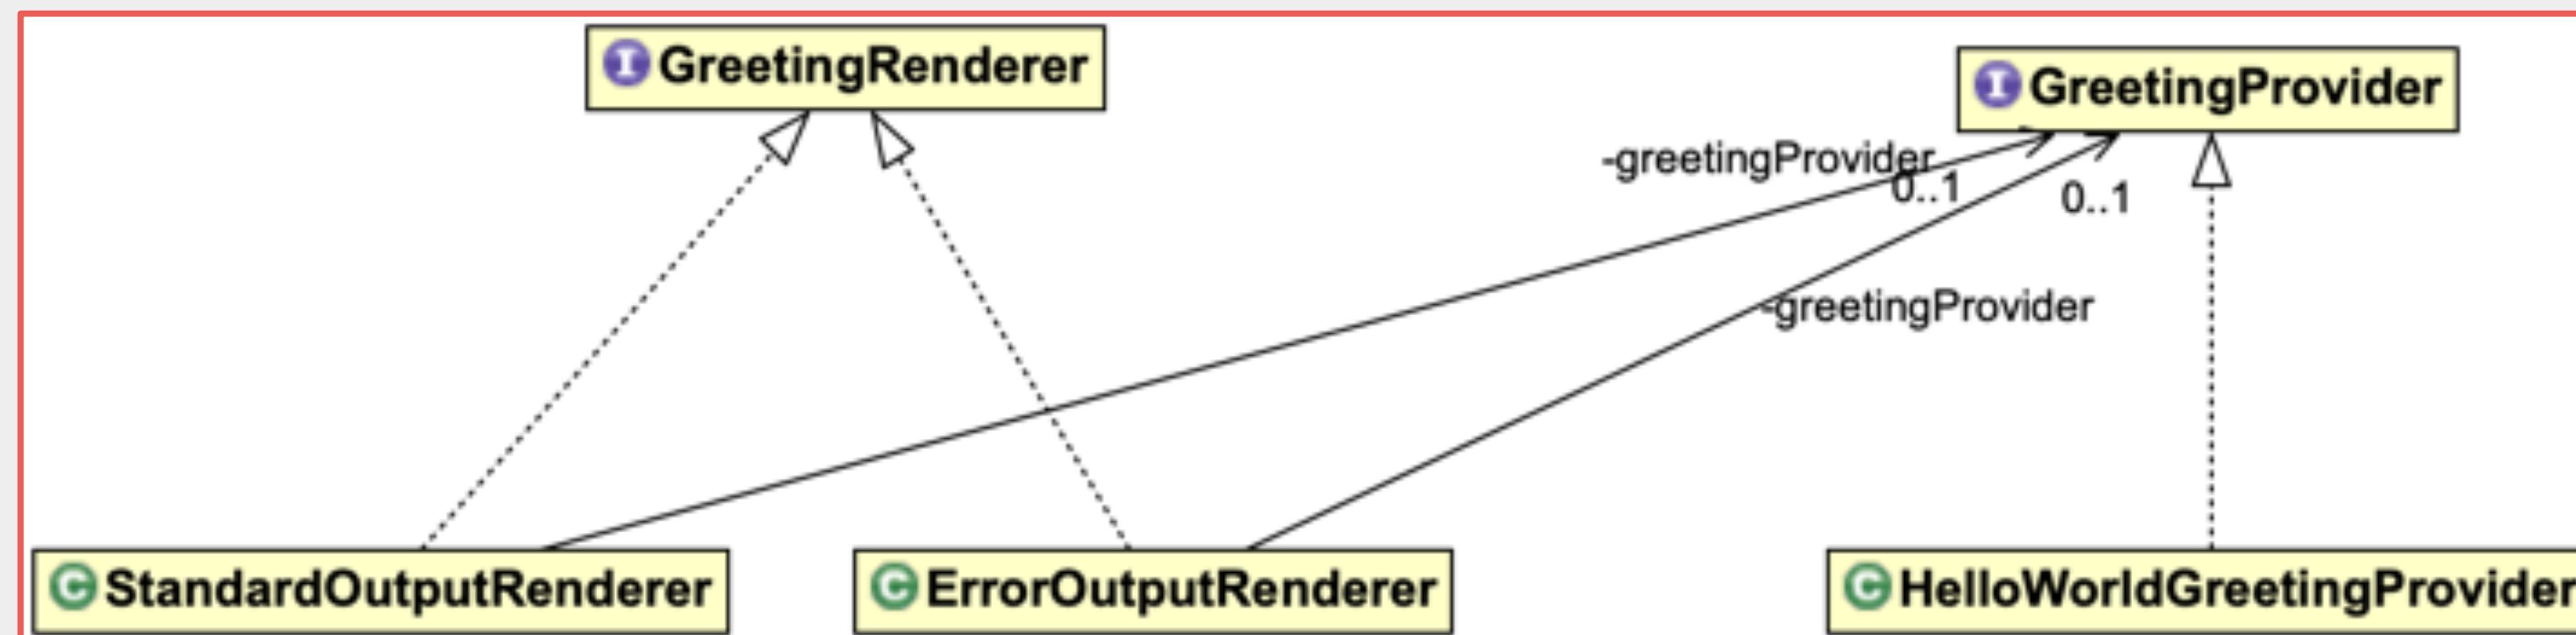 I GreetingRenderer
I GreetingProvider
-greetingProvider
0..1
0..1
-greetingProvider
C StandardOutputRenderer
C ErrorOutputRenderer
C HelloWorldGreetingProvider